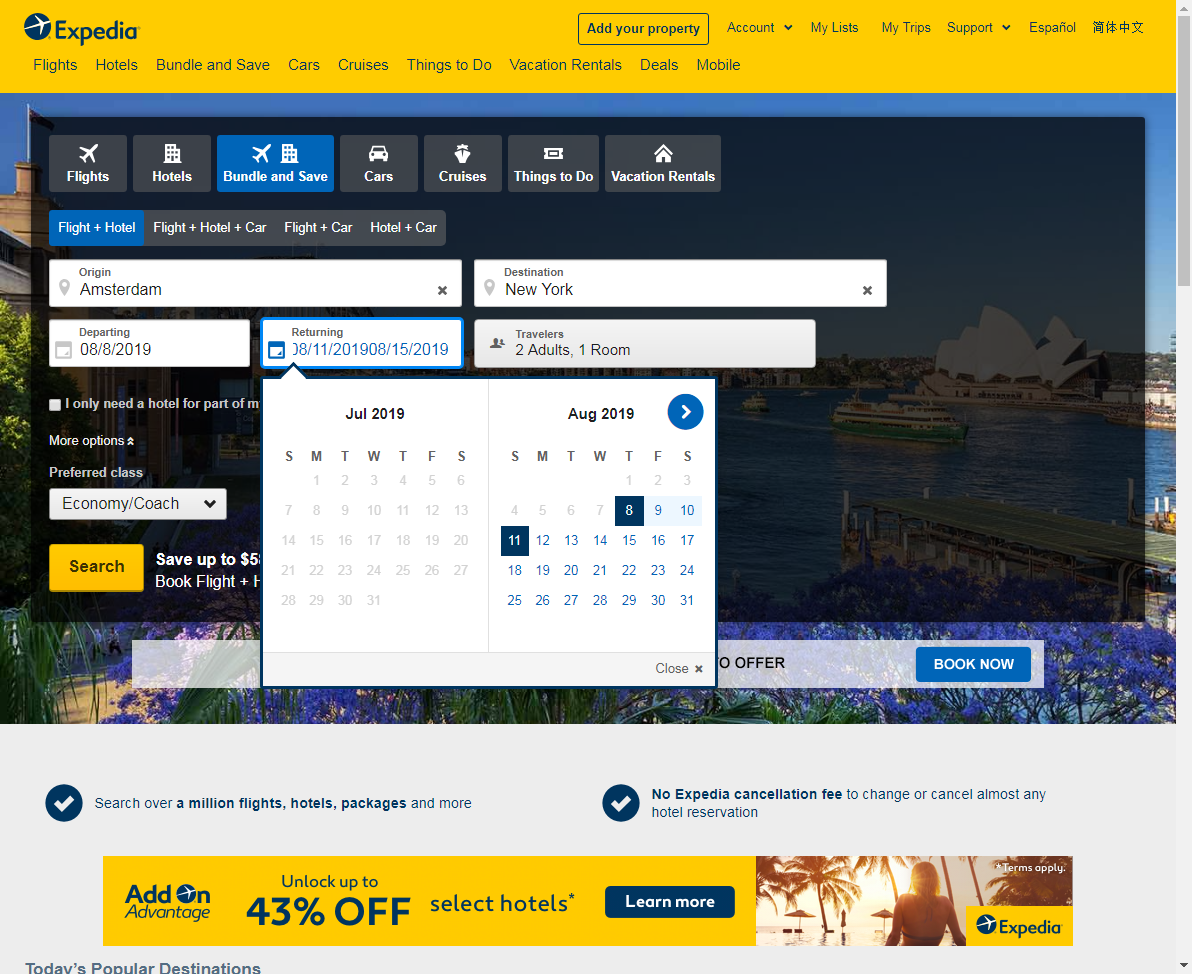 Expedia
Add your property
Account
My Lists
My Trips
Support
Español
简体中文
Flights
Hotels
Bundle and Save
Cars
Cruises
Things to Do
Vacation Rentals
Deals
Mobile
Flights
Hotels
Bundle and Save
Cars
Cruises
Things to Do
Vacation Rentals
Flight + Hotel
Flight + Hotel + Car
Flight + Car
Hotel + Car
Origin
Amsterdam
Destination
New York
Departing
08/8/2019
Returning
08/11/201908/15/2019
Travelers
2 Adults, 1 Room
I only need a hotel for part of m
More options
Preferred class
Economy/Coach
Search
Save up to $5
Book Flight + H
Jul 2019
S M T W T F S
1 2 3 4 5 6
7 8 9 10 11 12 13
14 15 16 17 18 19 20
21 22 23 24 25 26 27
28 29 30 31
Aug 2019
S M T W T F S
1 2 3
4 5 6 7 8 9 10
11 12 13 14 15 16 17
18 19 20 21 22 23 24
25 26 27 28 29 30 31
Close
O OFFER
BOOK NOW
Search over a million flights, hotels, packages and more
No Expedia cancellation fee to change or cancel almost any
hotel reservation
Add On
Advantage
Unlock up to
43% OFF
select hotels*
Learn more
*Terms apply.
Expedia
Today's Popular Destinations